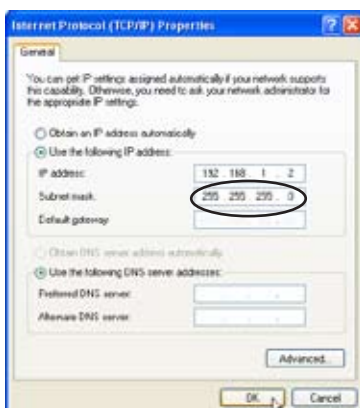 Internet Protocol (TCP/IP) Properties
General
You can get IP settings assigned automatically if your network supports
this capability. Otherwise, you need to ask your network administrator for
the appropriate IP settings.
Obtain an IP address automatically
Use the following IP address:
IP address: 192 . 168 . 1 . 2
Subnet mask: 255 . 255 . 255 . 0
Default gateway:
Obtain DNS server address automatically
Use the following DNS server addresses:
Preferred DNS server:
Alternate DNS server:
Advanced...
OK Cancel